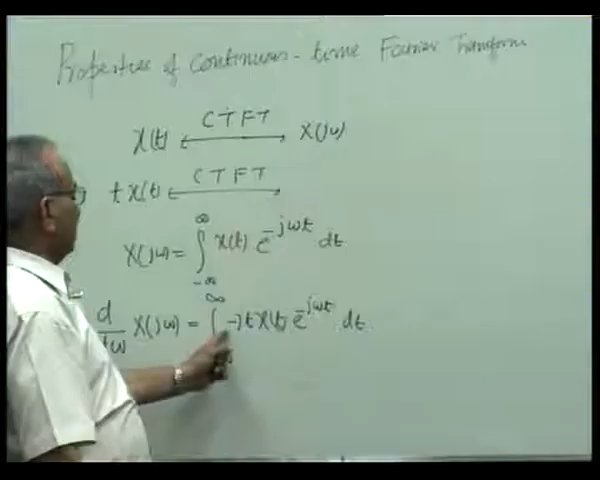 Properties of continuous-time Fourier Transform
x(t) ⟷ CTFT X(jω)
t x(t) ⟷ CTFT
X(jω) = ∫_{-∞}^{∞} x(t) e^{-jωt} dt
d/dω X(jω) = ∫^{∞} -jt x(t) e^{-jωt} dt